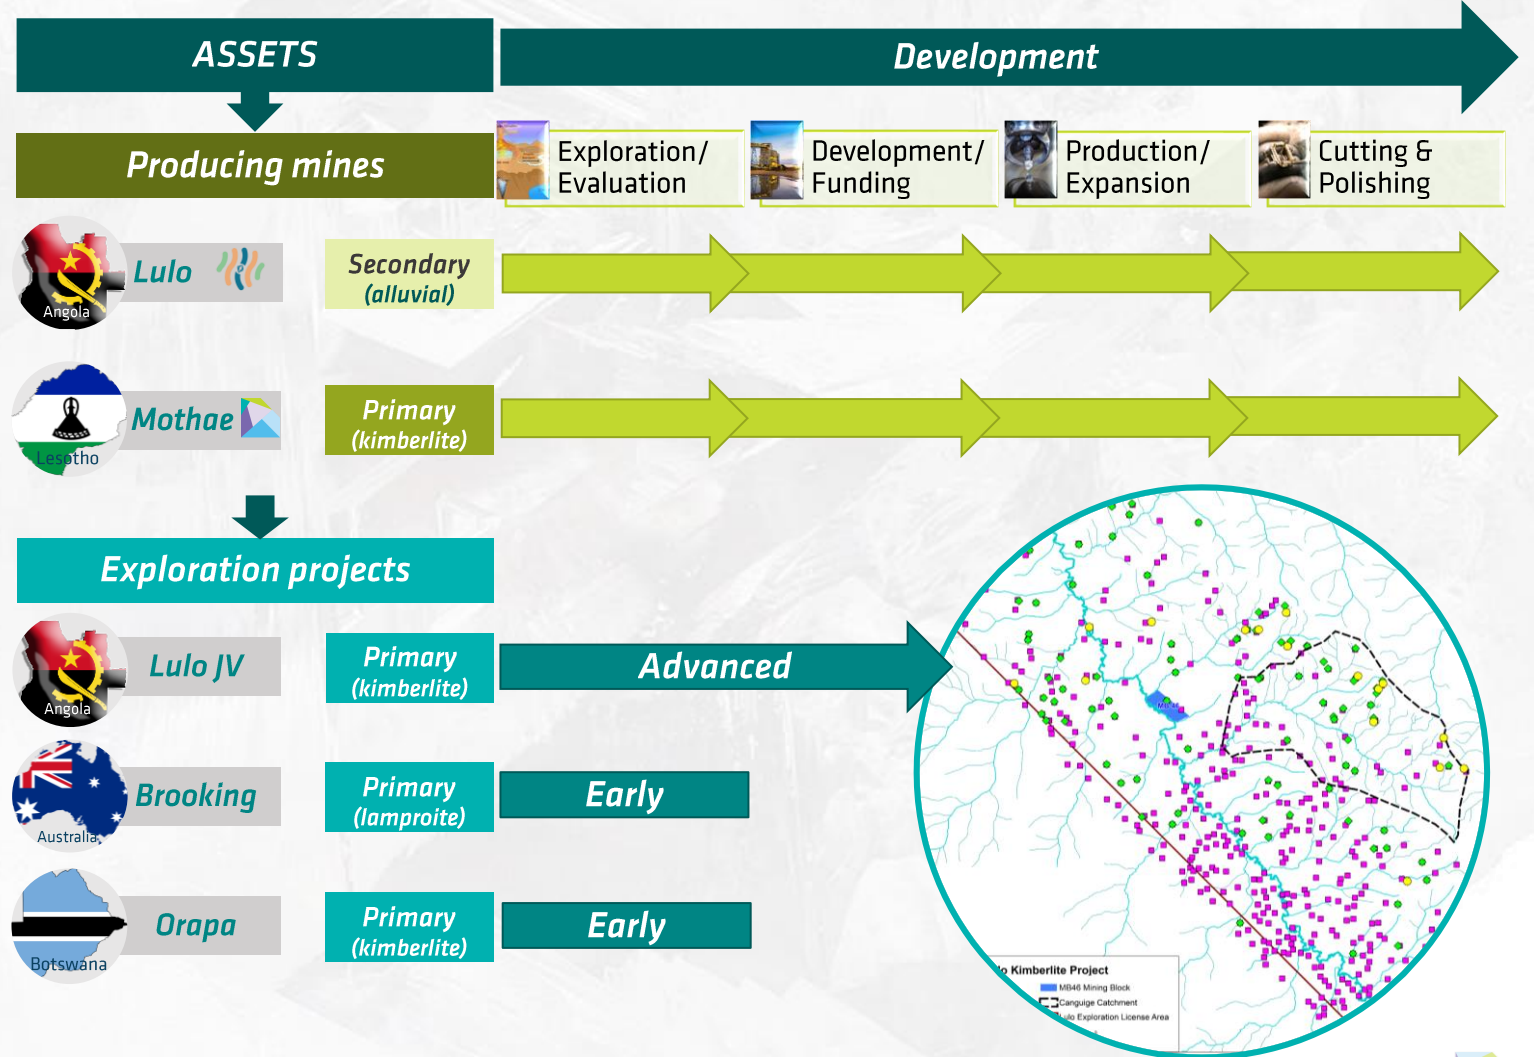 ASSETS
Development
Producing mines
Exploration/
Evaluation
Development/
Funding
Production/
Expansion
Cutting &
Polishing
Angola
Lulo
Secondary
(alluvial)
Lesotho
Mothae
Primary
(kimberlite)
Exploration projects
Angola
Lulo JV
Primary
(kimberlite)
Advanced
Australia
Brooking
Primary
(lamproite)
Early
Botswana
Orapa
Primary
(kimberlite)
Early
lo Kimberlite Project
MB46 Mining Block
Canguige Catchment
ulo Exploration License Area